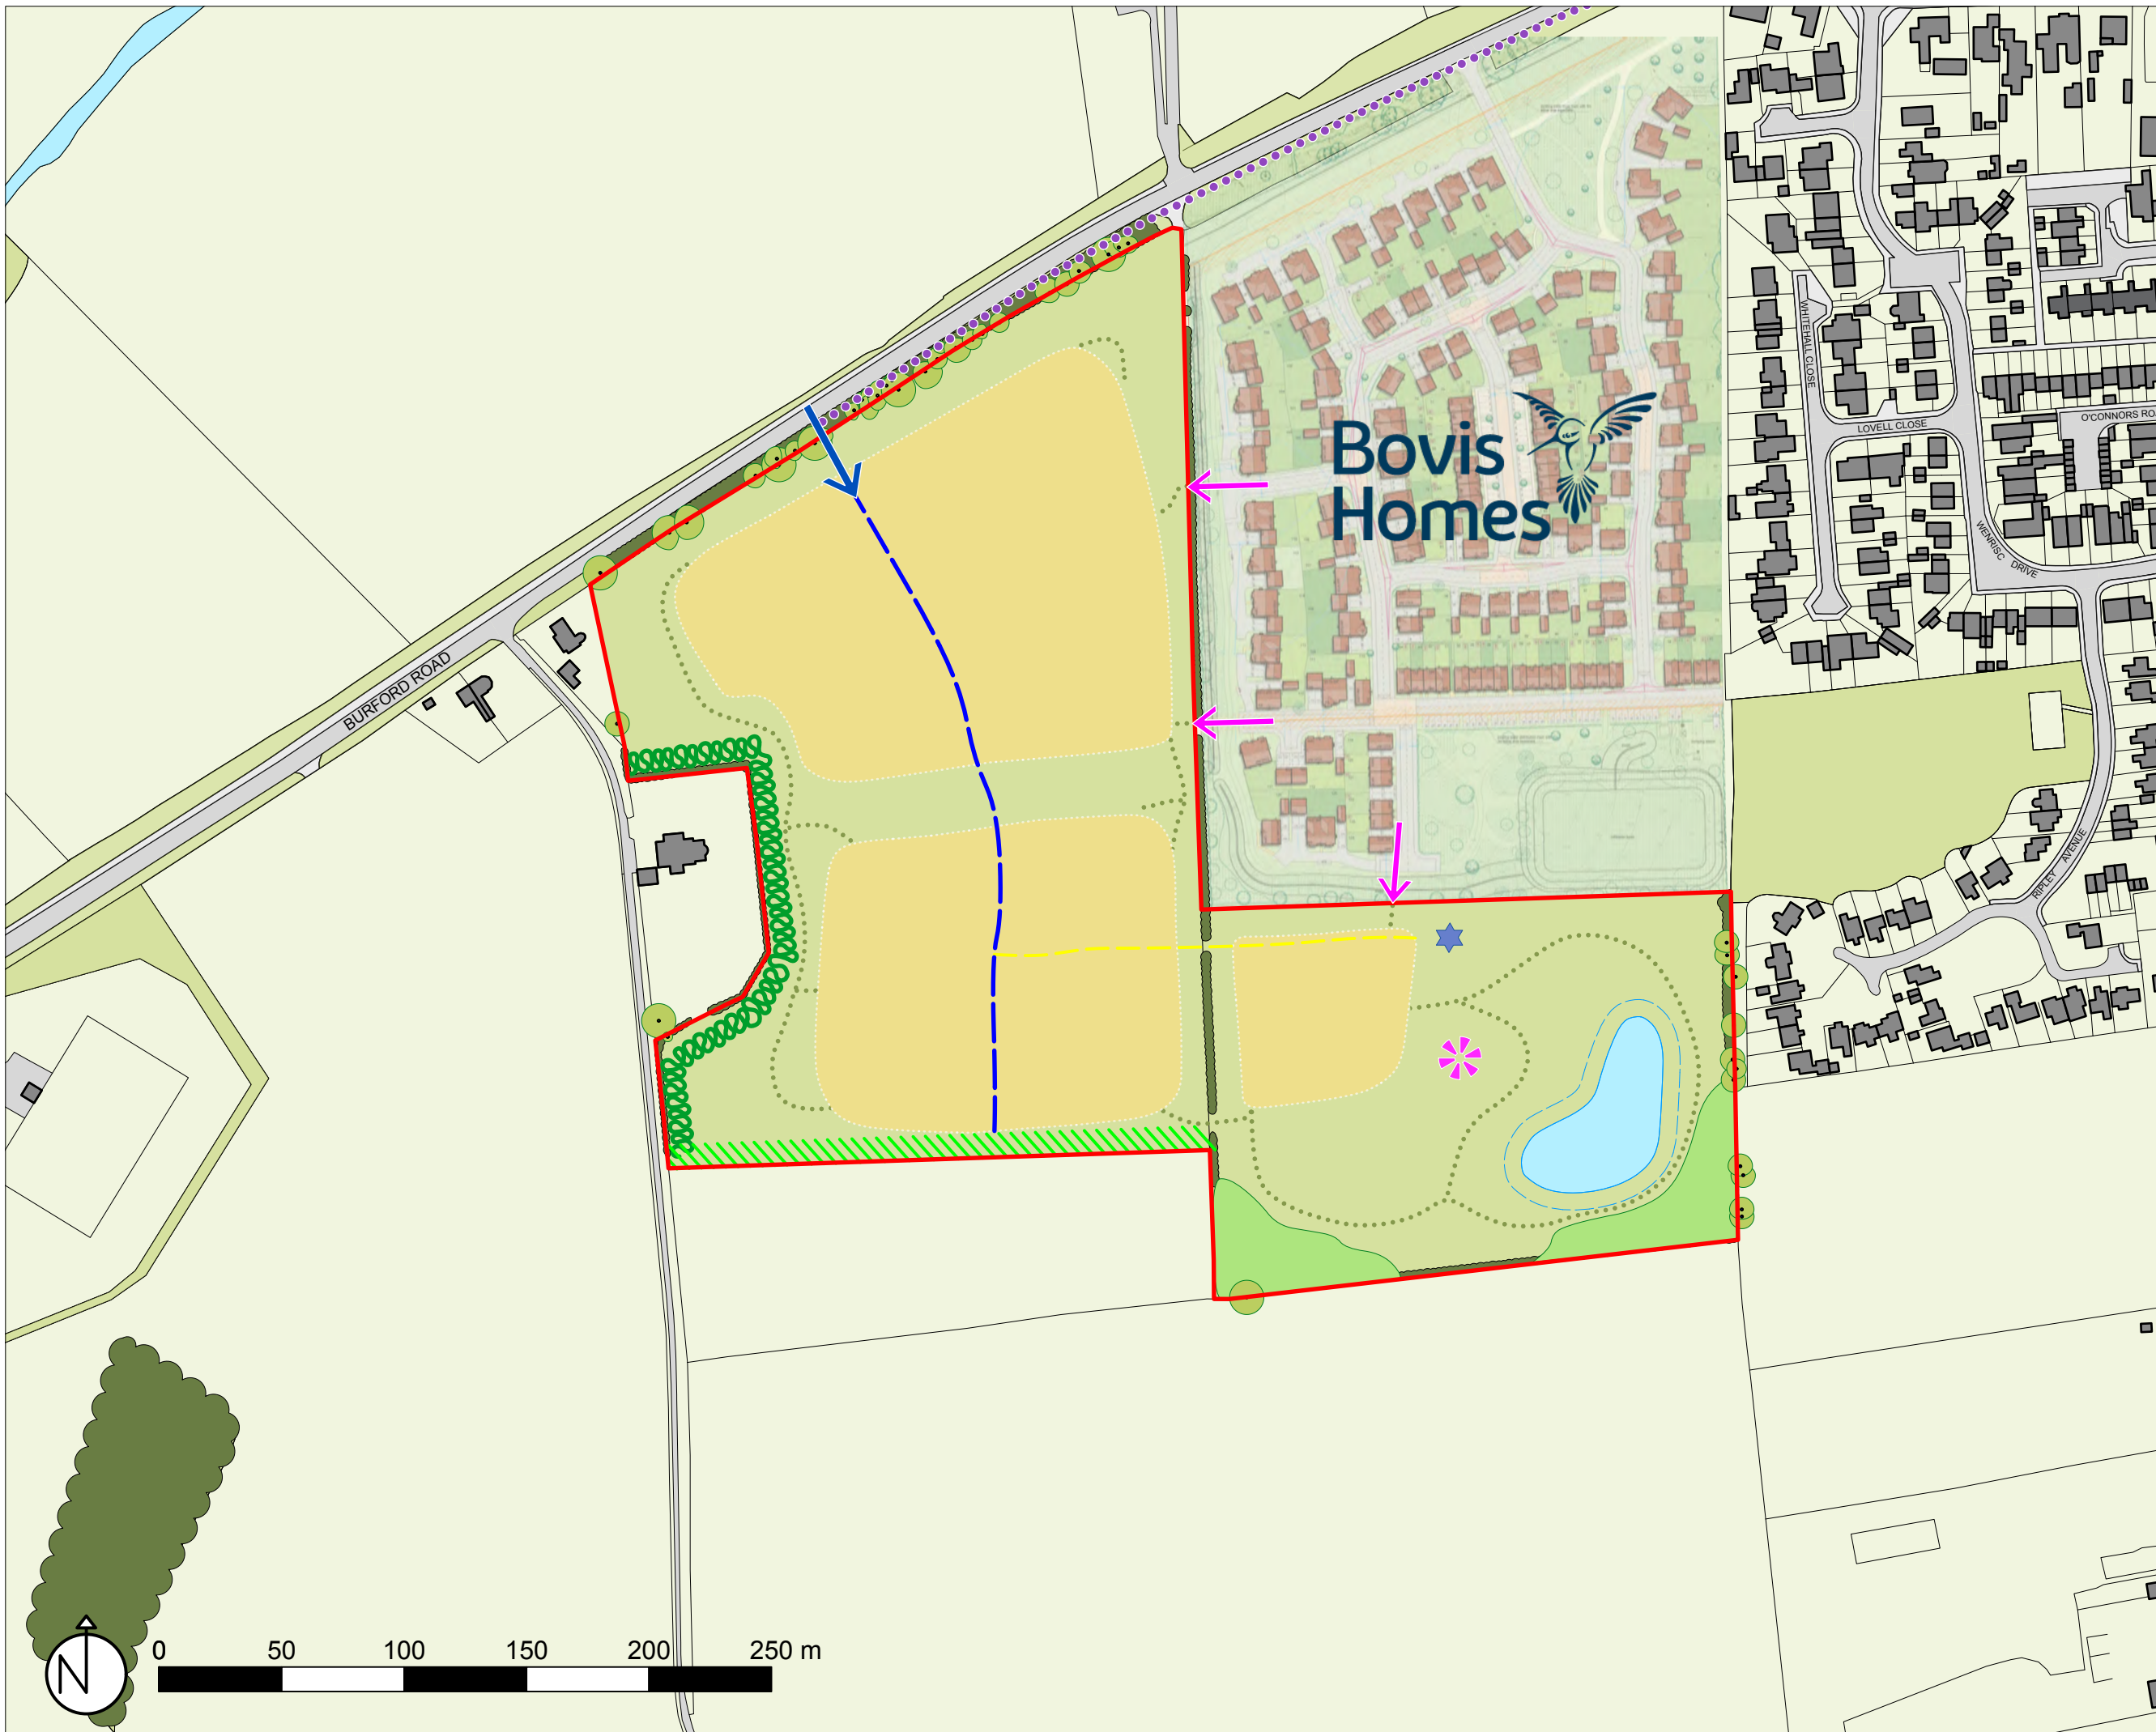 BURFORD ROAD
Bovis
Homes
WHITEHALL CLOSE
LOVELL CLOSE
O'CONNORS RO
WENRISC DRIVE
RIPLEY AVENUE
N
0 50 100 150 200 250 m